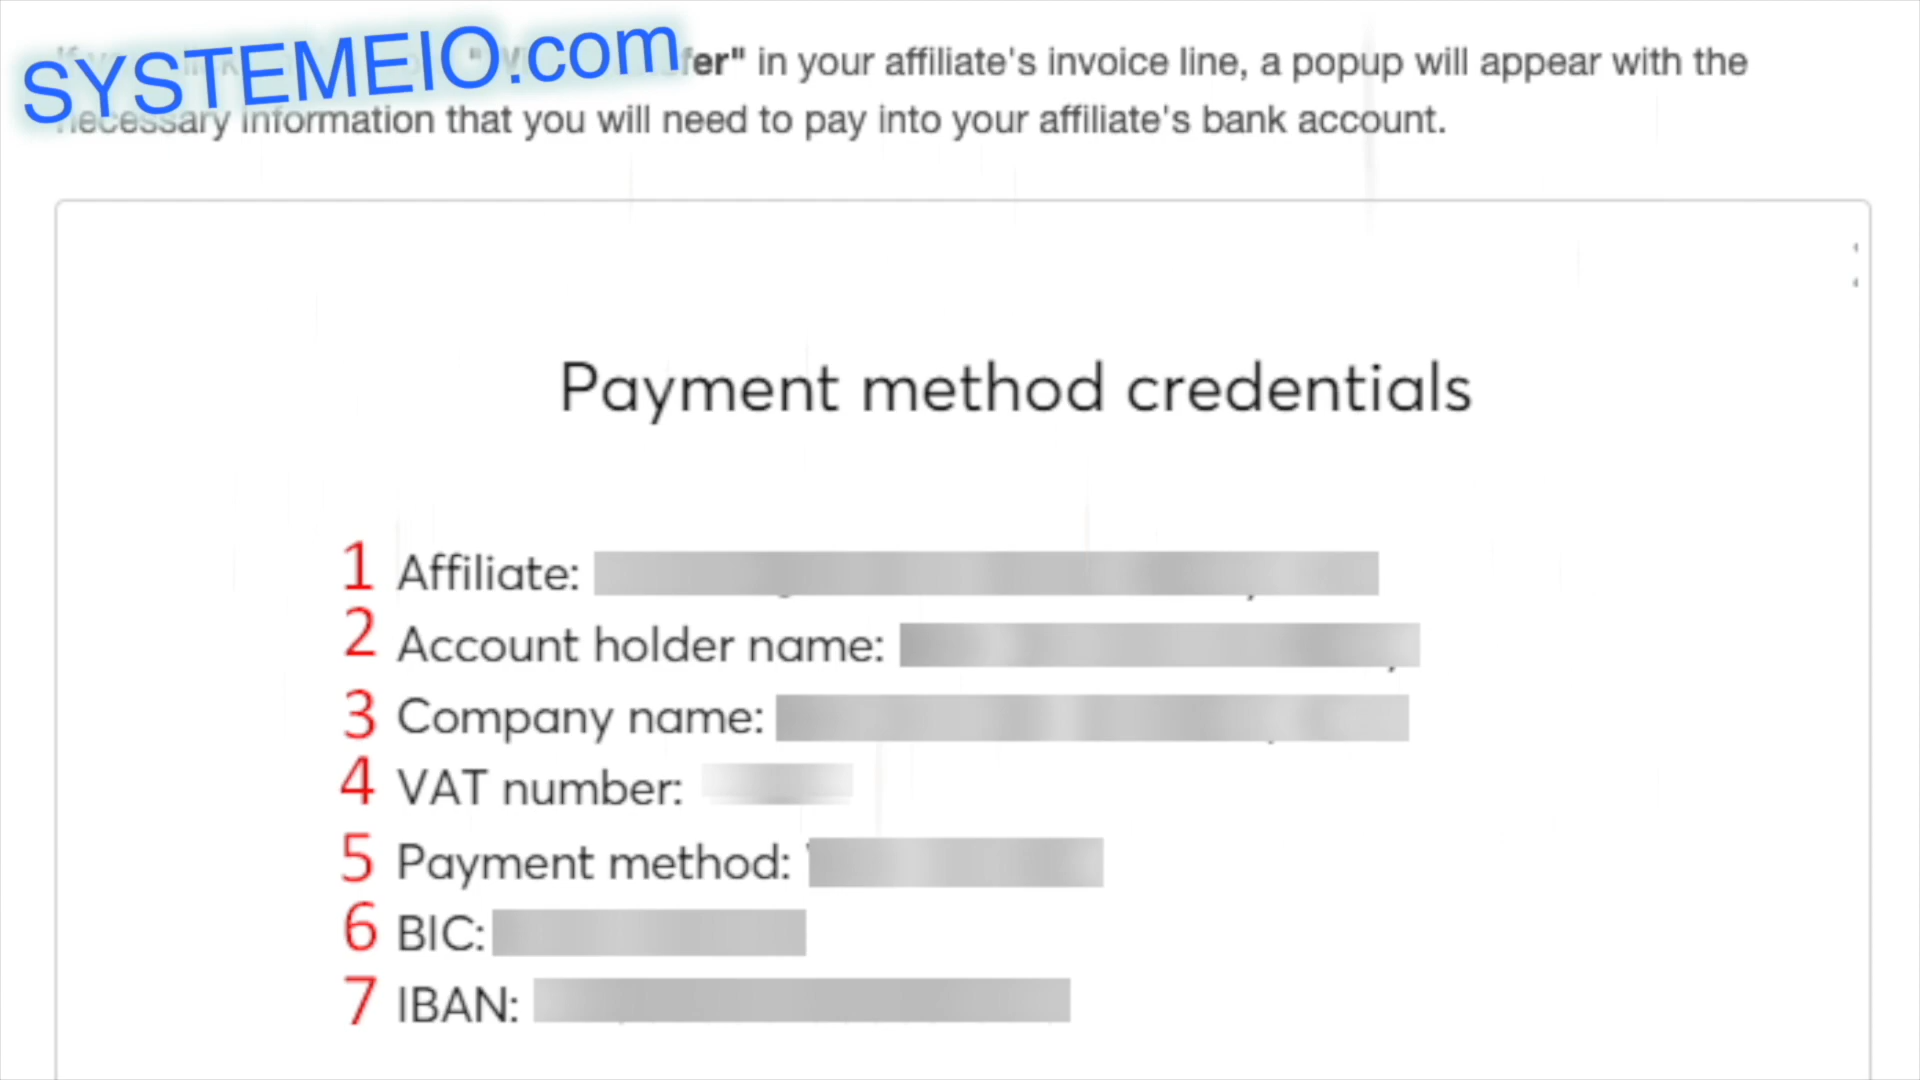 SYSTEMEIO.com
fer" in your affiliate's invoice line, a popup will appear with the
necessary information that you will need to pay into your affiliate's bank account.
Payment method credentials
1 Affiliate:
2 Account holder name:
3 Company name:
4 VAT number:
5 Payment method:
6 BIC:
7 IBAN: